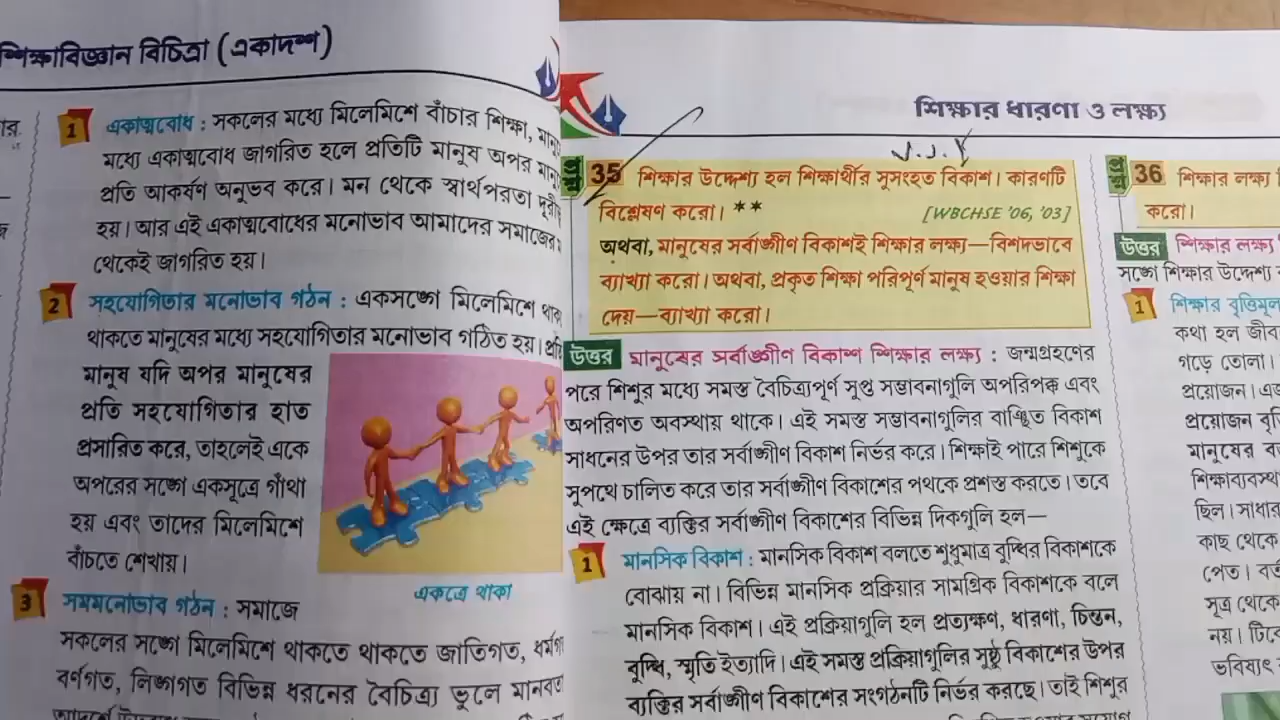 শিক্ষাবিজ্ঞান বিচিত্রা (একাদশ)
1 একাত্মবোধ : সকলের মধ্যে মিলেমিশে বাঁচার শিক্ষা,
মধ্যে একাত্মবোধ জাগরিত হলে প্রতিটি মানুষ অপর
প্রতি আকর্ষণ অনুভব করে। মন থেকে স্বার্থপরতা
হয়। আর এই একাত্মবোধের মনোভাব আমাদের সমাজের
থেকেই জাগরিত হয়।
2 সহযোগিতার মনোভাব গঠন : একসঙ্গে মিলেমিশে
থাকতে মানুষের মধ্যে সহযোগিতার মনোভাব গঠিত হয়।
মানুষ যদি অপর মানুষের
প্রতি সহযোগিতার হাত
প্রসারিত করে, তাহলেই একে
অপরের সঙ্গে একসূত্রে গাঁথা
হয় এবং তাদের মিলেমিশে
বাঁচতে শেখায়।
একত্রে থাকা
3 সমমনোভাব গঠন : সমাজে
সকলের সঙ্গে মিলেমিশে থাকতে থাকতে জাতিগত,
বর্ণগত, লিঙ্গগত বিভিন্ন ধরনের বৈচিত্র্য ভুলে
শিক্ষার ধারণা ও লক্ষ্য
প্রশ্ন 35 শিক্ষার উদ্দেশ্য হল শিক্ষার্থীর সুসংহত বিকাশ। কারণটি
বিশ্লেষণ করো। ** [WBCHSE '06, '03]
অথবা, মানুষের সর্বাঙ্গীণ বিকাশই শিক্ষার লক্ষ্য—বিশদভাবে
ব্যাখ্যা করো। অথবা, প্রকৃত শিক্ষা পরিপূর্ণ মানুষ হওয়ার শিক্ষা
দেয়—ব্যাখ্যা করো।
উত্তর মানুষের সর্বাঙ্গীণ বিকাশ শিক্ষার লক্ষ্য : জন্মগ্রহণের
পরে শিশুর মধ্যে সমস্ত বৈচিত্র্যপূর্ণ সুপ্ত সম্ভাবনাগুলি অপরিপক্ক এবং
অপরিণত অবস্থায় থাকে। এই সমস্ত সম্ভাবনাগুলির বাঞ্ছিত বিকাশ
সাধনের উপর তার সর্বাঙ্গীণ বিকাশ নির্ভর করে। শিক্ষাই পারে শিশুকে
সুপথে চালিত করে তার সর্বাঙ্গীণ বিকাশের পথকে প্রশস্ত করতে। তবে
এই ক্ষেত্রে ব্যক্তির সর্বাঙ্গীণ বিকাশের বিভিন্ন দিকগুলি হল—
1 মানসিক বিকাশ : মানসিক বিকাশ বলতে শুধুমাত্র বুদ্ধির বিকাশকে
বোঝায় না। বিভিন্ন মানসিক প্রক্রিয়ার সামগ্রিক বিকাশকে বলে
মানসিক বিকাশ। এই প্রক্রিয়াগুলি হল প্রত্যক্ষণ, ধারণা, চিন্তন,
বুদ্ধি, স্মৃতি ইত্যাদি। এই সমস্ত প্রক্রিয়াগুলির সুষ্ঠু বিকাশের উপর
ব্যক্তির সর্বাঙ্গীণ বিকাশের সংগঠনটি নির্ভর করছে। তাই শিশুর
প্রশ্ন 36 শিক্ষার লক্ষ্য
করো।
উত্তর শিক্ষার লক্ষ্য
সঙ্গে শিক্ষার উদ্দেশ্য
1 শিক্ষার
কথা হল
গড়ে তোলা।
প্রয়োজন।
প্রয়োজন
মানুষের
ছিল।
কাছ থেকে
পেত।
সূত্র থেকে
নয়।
ভবিষ্যৎ